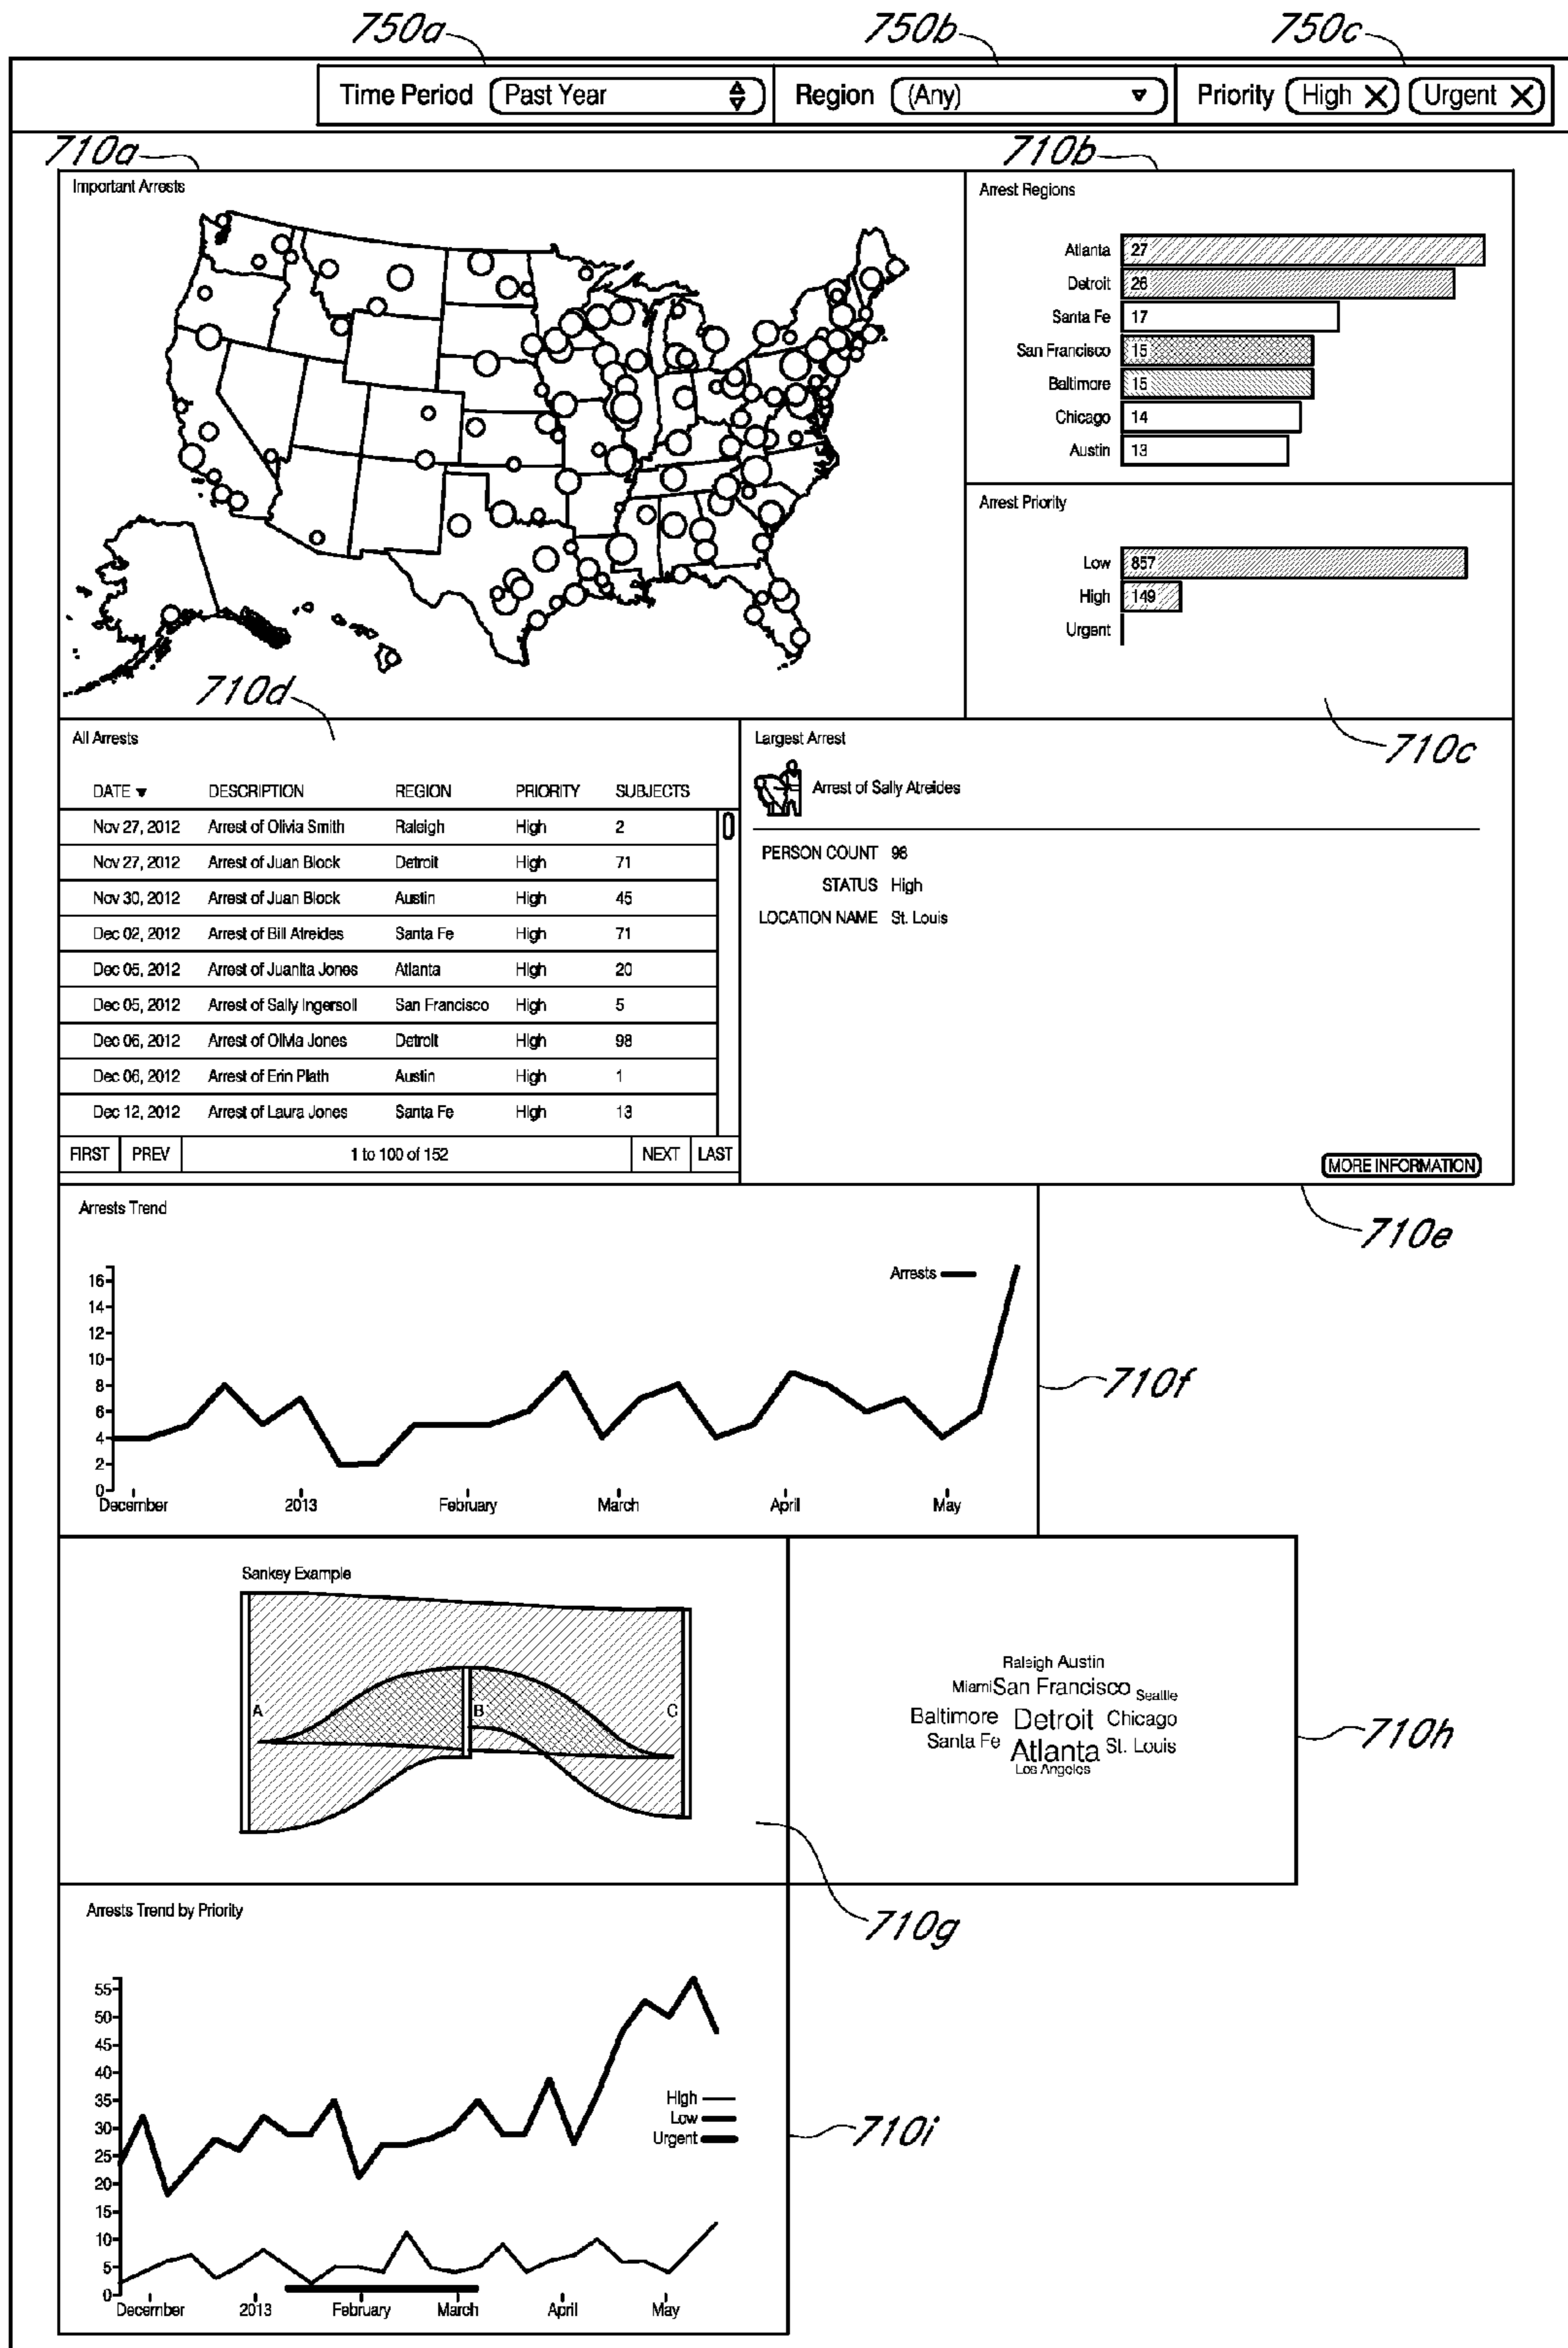 750a 750b 750c
Time Period Past Year Region (Any) Priority High X Urgent X
710a 710b
Important Arrests
Arrest Regions
Atlanta 27
Detroit 26
Santa Fe 17
San Francisco 15
Baltimore 15
Chicago 14
Austin 13
Arrest Priority
Low 857
High 149
Urgent
710d
710c
All Arrests
DATE DESCRIPTION REGION PRIORITY SUBJECTS
Nov 27, 2012 Arrest of Olivia Smith Raleigh High 2
Nov 27, 2012 Arrest of Juan Block Detroit High 71
Nov 30, 2012 Arrest of Juan Block Austin High 45
Dec 02, 2012 Arrest of Bill Atreides Santa Fe High 71
Dec 05, 2012 Arrest of Juanita Jones Atlanta High 20
Dec 05, 2012 Arrest of Sally Ingersoll San Francisco High 5
Dec 06, 2012 Arrest of Olivia Jones Detroit High 98
Dec 06, 2012 Arrest of Erin Plath Austin High 1
Dec 12, 2012 Arrest of Laura Jones Santa Fe High 13
FIRST PREV 1 to 100 of 152 NEXT LAST
Largest Arrest
Arrest of Sally Atreides
PERSON COUNT 98
STATUS High
LOCATION NAME St. Louis
MORE INFORMATION
710e
Arrests Trend
Arrests
16
14
12
10
8
6
4
2
0
December 2013 February March April May
710f
Sankey Example
A B C
710g
Raleigh Austin
Miami San Francisco Seattle
Baltimore Detroit Chicago
Santa Fe Atlanta St. Louis
Los Angeles
710h
Arrests Trend by Priority
55
50
45
40
35
30
25
20
15
10
5
0
High
Low
Urgent
December 2013 February March April May
710i